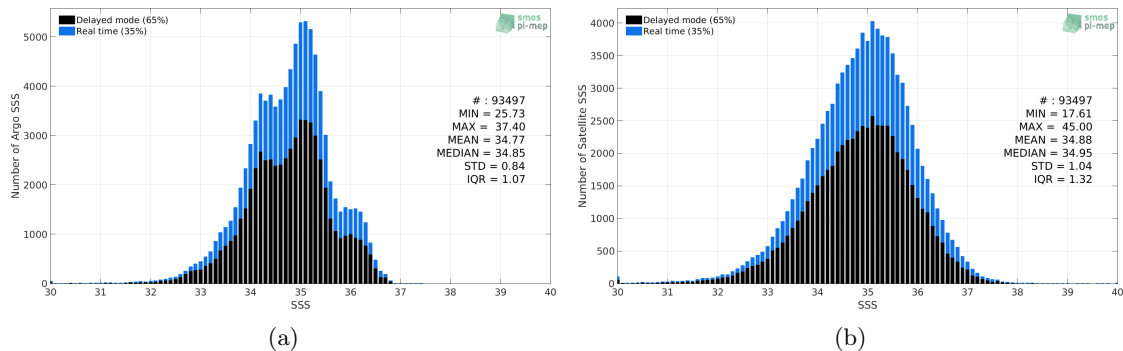 Delayed mode (65%)
Real time (35%)
smos
pi-mep
Number of Argo SSS
5000
4000
3000
2000
1000
0
# : 93497
MIN = 25.73
MAX = 37.40
MEAN = 34.77
MEDIAN = 34.85
STD = 0.84
IQR = 1.07
30 31 32 33 34 35 36 37 38 39 40
SSS
(a)
Delayed mode (65%)
Real time (35%)
smos
pi-mep
Number of Satellite SSS
4000
3500
3000
2500
2000
1500
1000
500
0
# : 93497
MIN = 17.61
MAX = 45.00
MEAN = 34.88
MEDIAN = 34.95
STD = 1.04
IQR = 1.32
30 31 32 33 34 35 36 37 38 39 40
SSS
(b)